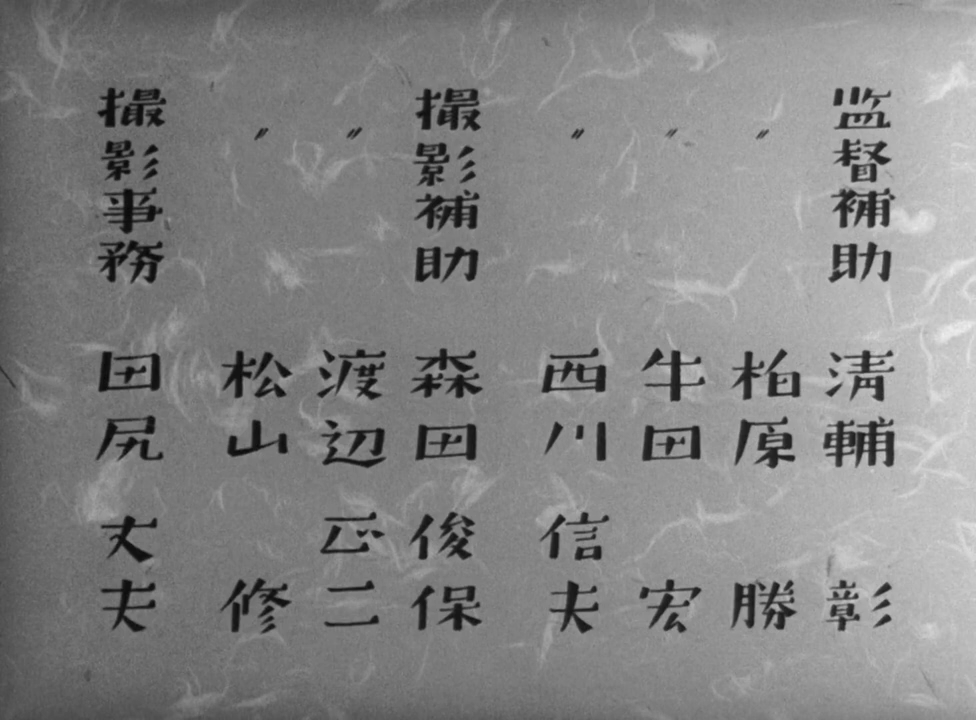 監督補助 淸輔 彰
〃 柏原 勝
〃 牛田 宏
〃 西川 信夫
撮影補助 森田 俊保
〃 渡辺 正二
〃 松山 修
撮影事務 田尻 丈夫